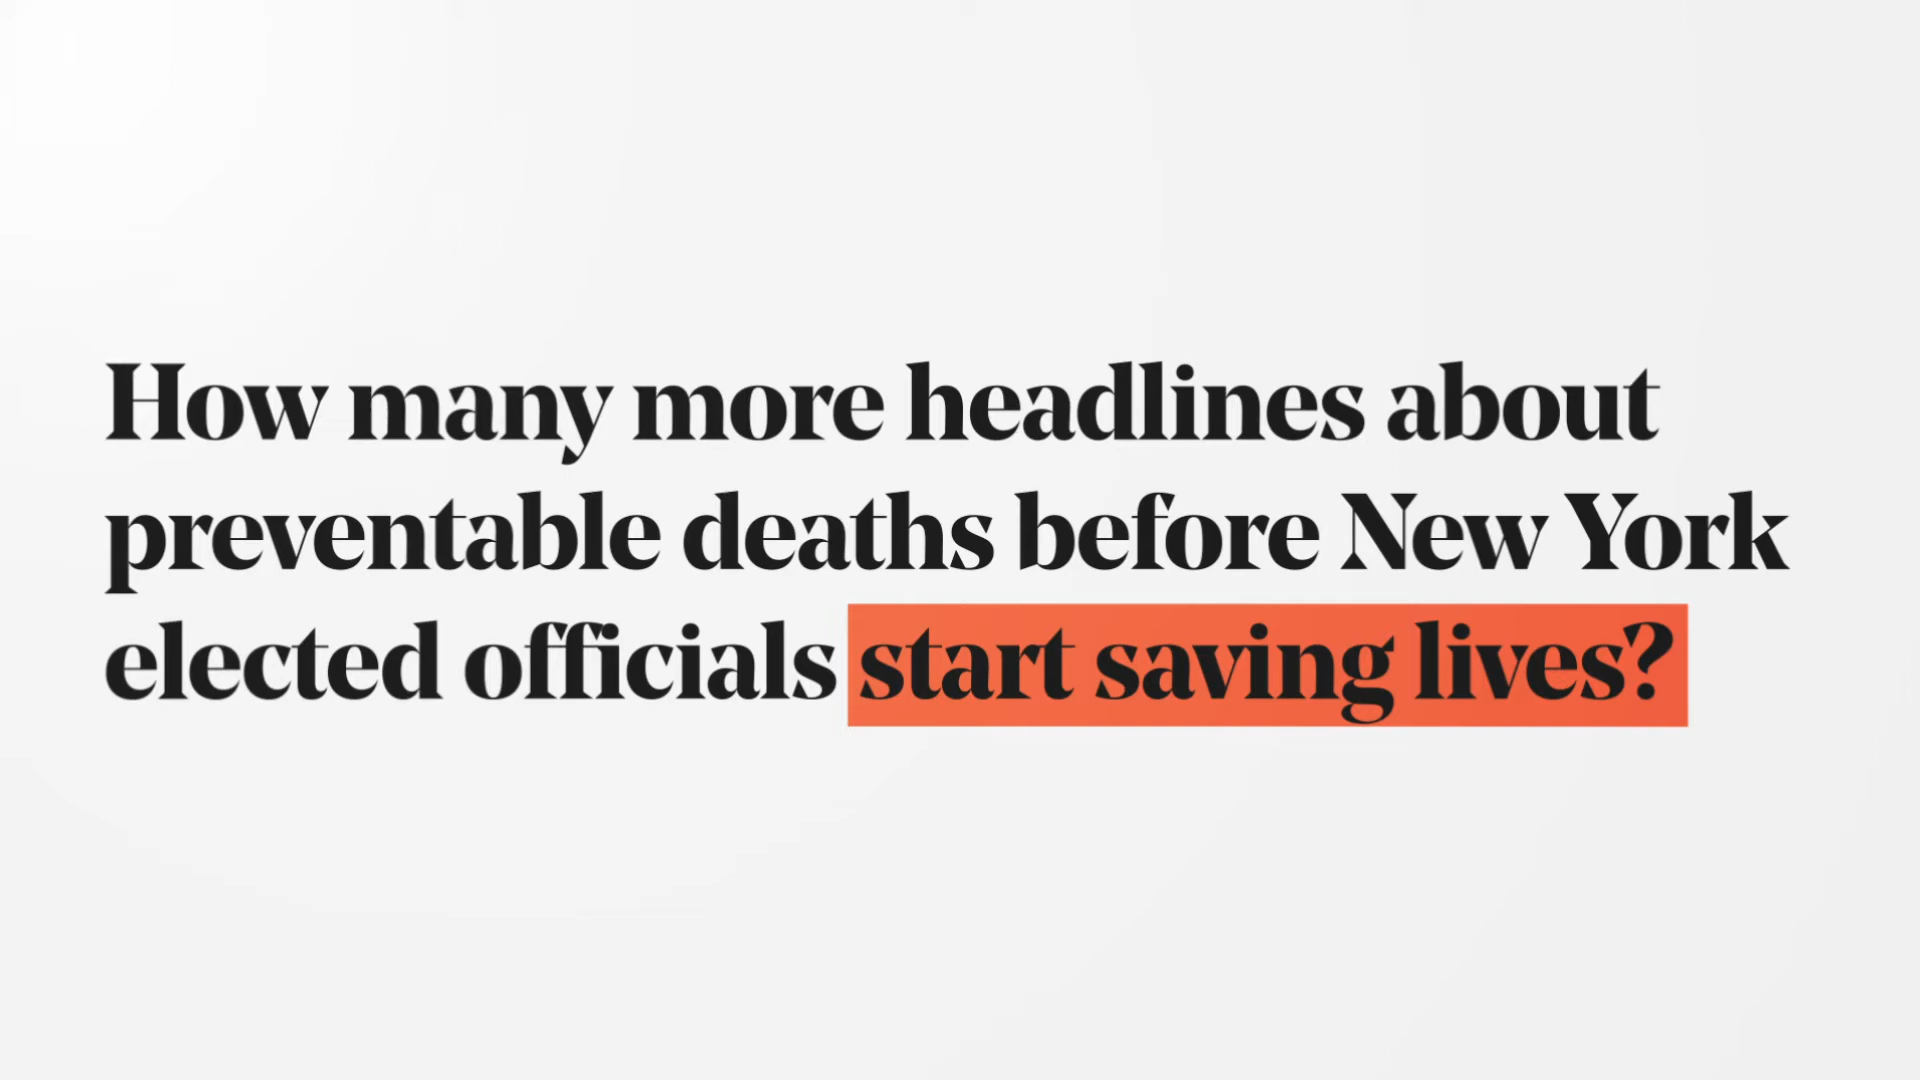 How many more headlines about
preventable deaths before New York
elected officials start saving lives?